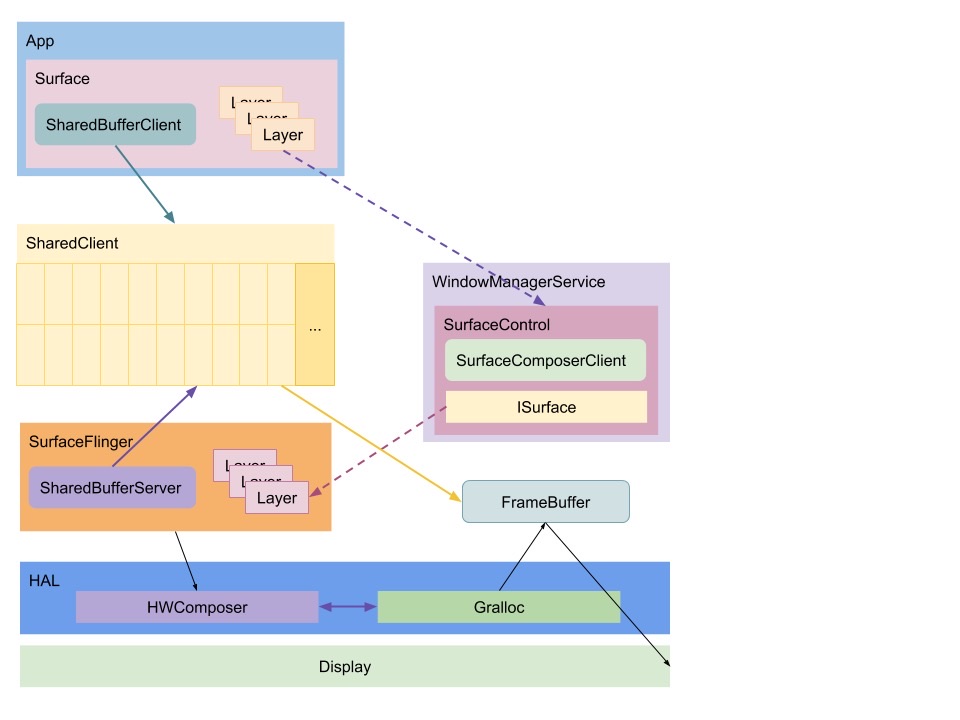 App
Surface
SharedBufferClient
Layer
Layer
Layer
SharedClient
...
WindowManagerService
SurfaceControl
SurfaceComposerClient
ISurface
SurfaceFlinger
SharedBufferServer
Layer
Layer
Layer
FrameBuffer
HAL
HWComposer
Gralloc
Display